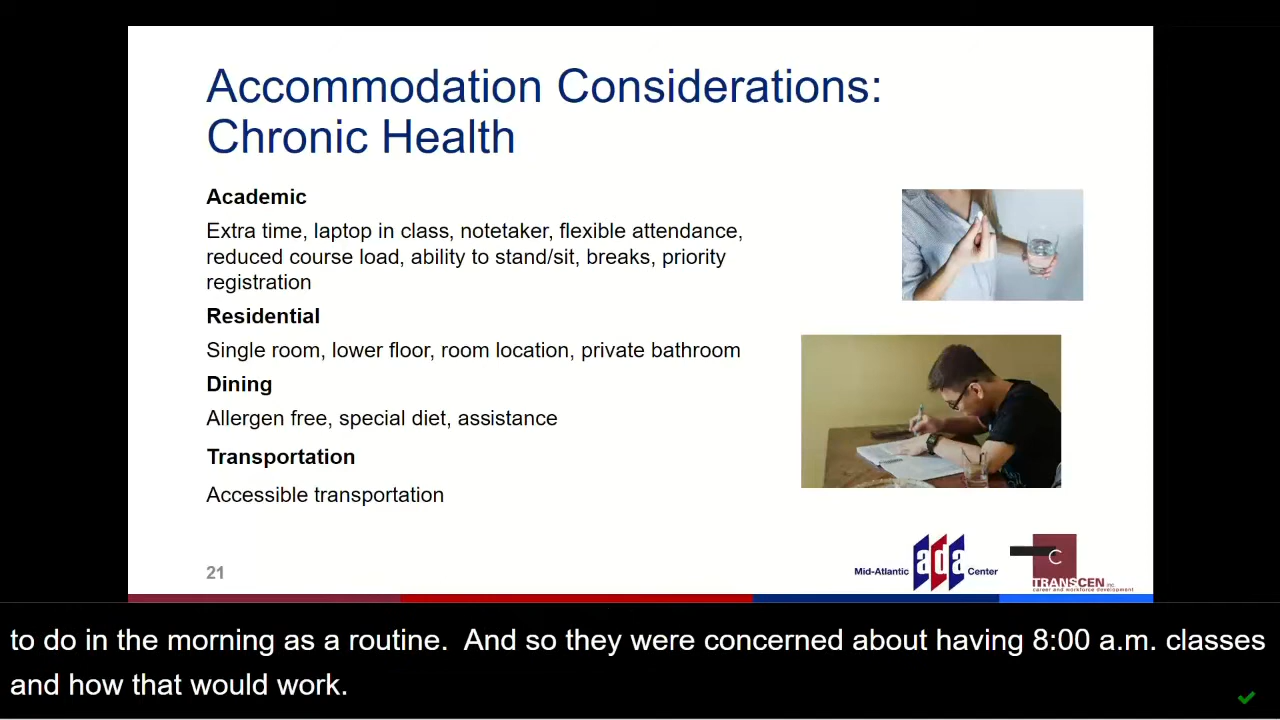 Accommodation Considerations:
Chronic Health
Academic
Extra time, laptop in class, notetaker, flexible attendance,
reduced course load, ability to stand/sit, breaks, priority
registration
Residential
Single room, lower floor, room location, private bathroom
Dining
Allergen free, special diet, assistance
Transportation
Accessible transportation
21
Mid-Atlantic ada Center
TRANSCEN inc.
career and workforce development
to do in the morning as a routine.  And so they were concerned about having 8:00 a.m. classes
and how that would work.